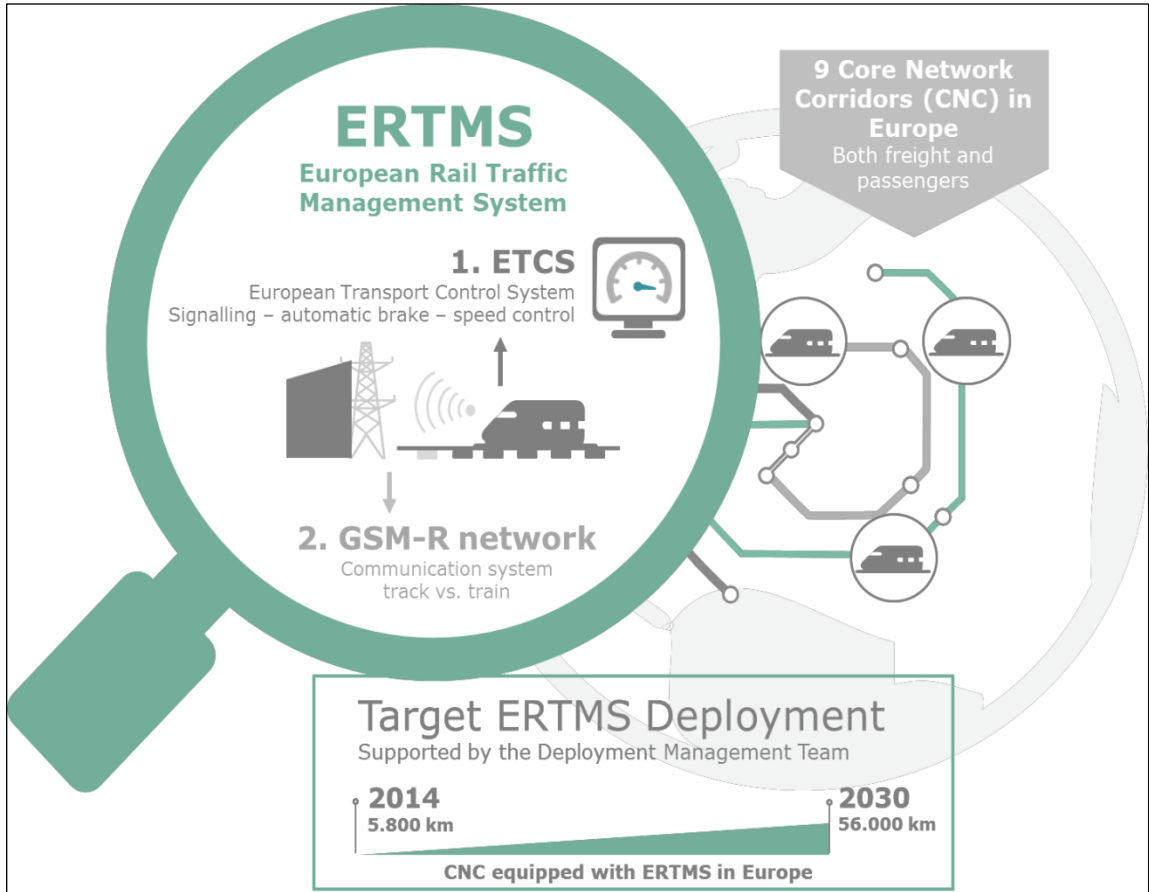 ERTMS
European Rail Traffic
Management System
1. ETCS
European Transport Control System
Signalling – automatic brake – speed control
2. GSM-R network
Communication system
track vs. train
9 Core Network
Corridors (CNC) in
Europe
Both freight and
passengers
Target ERTMS Deployment
Supported by the Deployment Management Team
2014
5.800 km
2030
56.000 km
CNC equipped with ERTMS in Europe